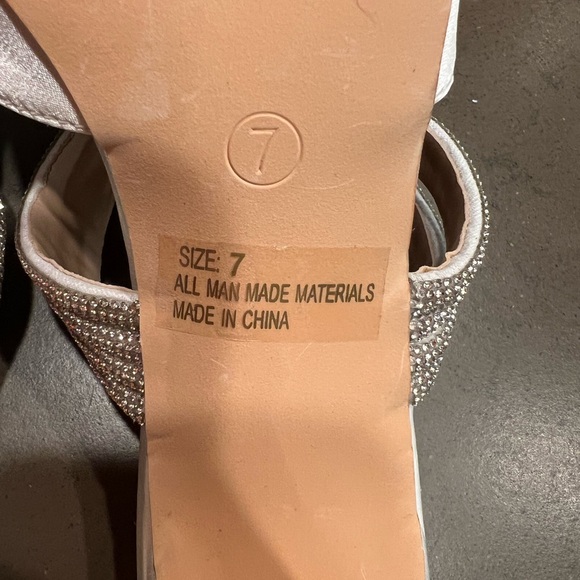 7
SIZE: 7
ALL MAN MADE MATERIALS
MADE IN CHINA